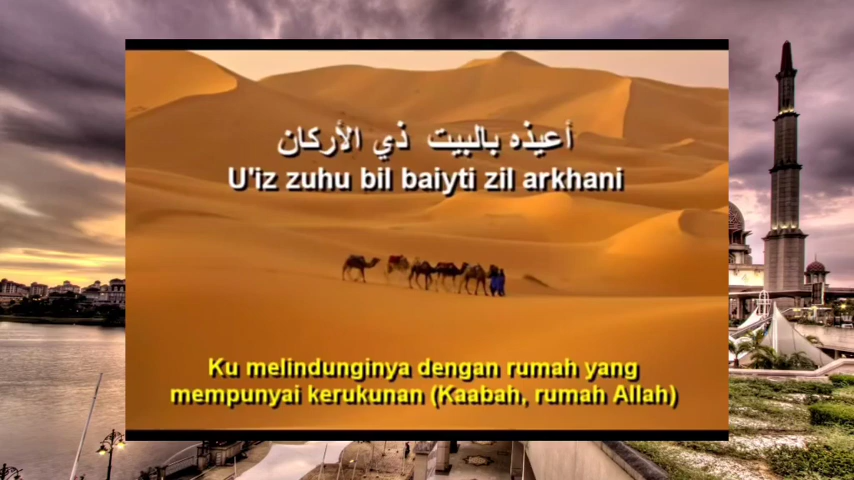 أعيذه بالبيت ذي الأركان
U'iz zuhu bil baiyti zil arkhani
Ku melindunginya dengan rumah yang
mempunyai kerukunan (Kaabah, rumah Allah)